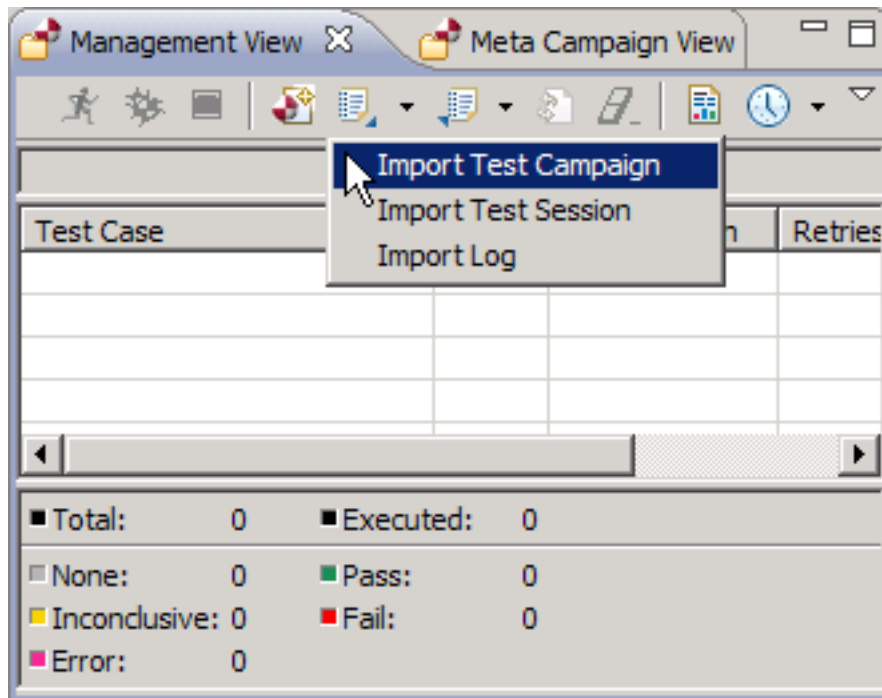 Management View
Meta Campaign View
Import Test Campaign
Import Test Session
Import Log
Test Case
Retries
Total: 0 Executed: 0
None: 0 Pass: 0
Inconclusive: 0 Fail: 0
Error: 0